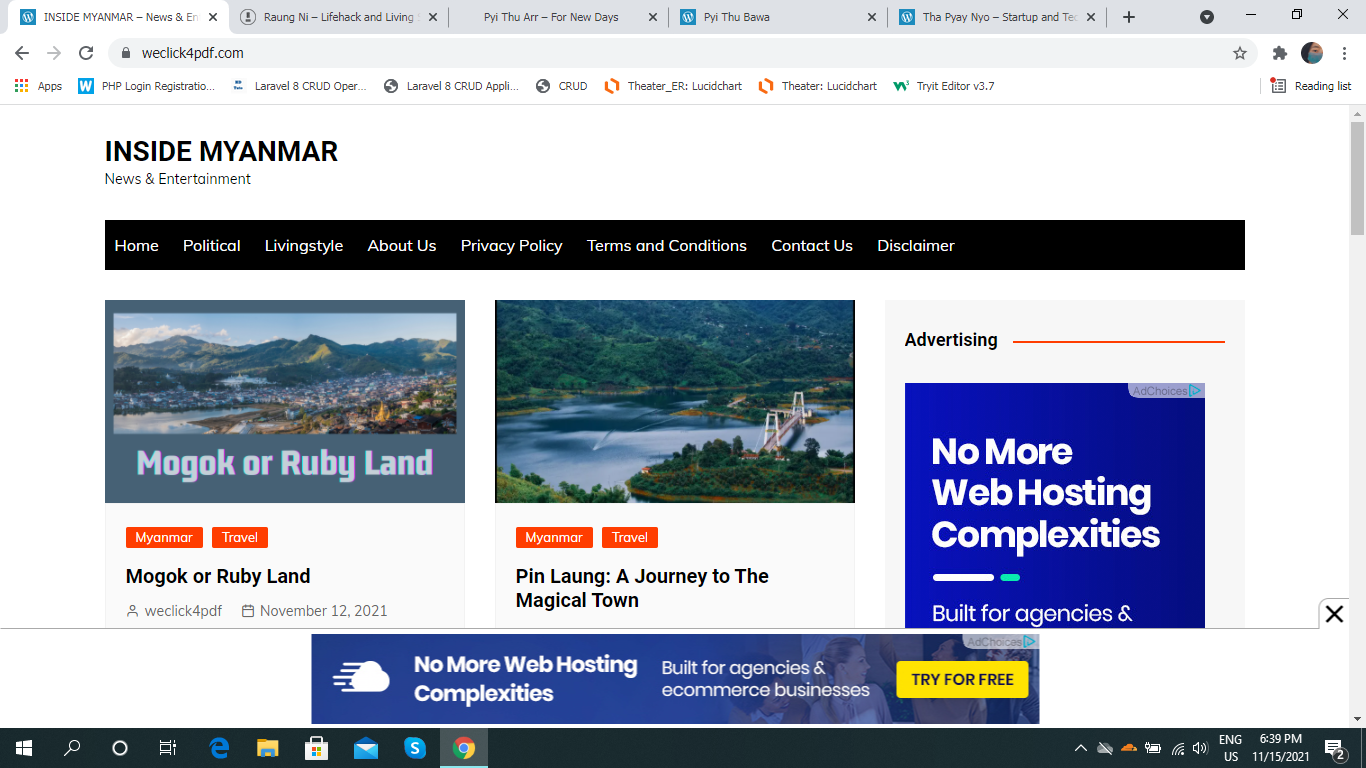 INSIDE MYANMAR – News & En
Raung Ni – Lifehack and Living
Pyi Thu Arr – For New Days
Pyi Thu Bawa
Tha Pyay Nyo – Startup and Tec
weclick4pdf.com
Apps
PHP Login Registratio...
Laravel 8 CRUD Oper...
Laravel 8 CRUD Appli...
CRUD
Theater_ER: Lucidchart
Theater: Lucidchart
Tryit Editor v3.7
Reading list
INSIDE MYANMAR
News & Entertainment
Home Political Livingstyle About Us Privacy Policy Terms and Conditions Contact Us Disclaimer
Mogok or Ruby Land
Myanmar Travel
Mogok or Ruby Land
weclick4pdf November 12, 2021
Myanmar Travel
Pin Laung: A Journey to The
Magical Town
Advertising
AdChoices
No More
Web Hosting
Complexities
Built for agencies &
AdChoices
No More Web Hosting
Complexities
Built for agencies &
ecommerce businesses
TRY FOR FREE
ENG
US
6:39 PM
11/15/2021
2